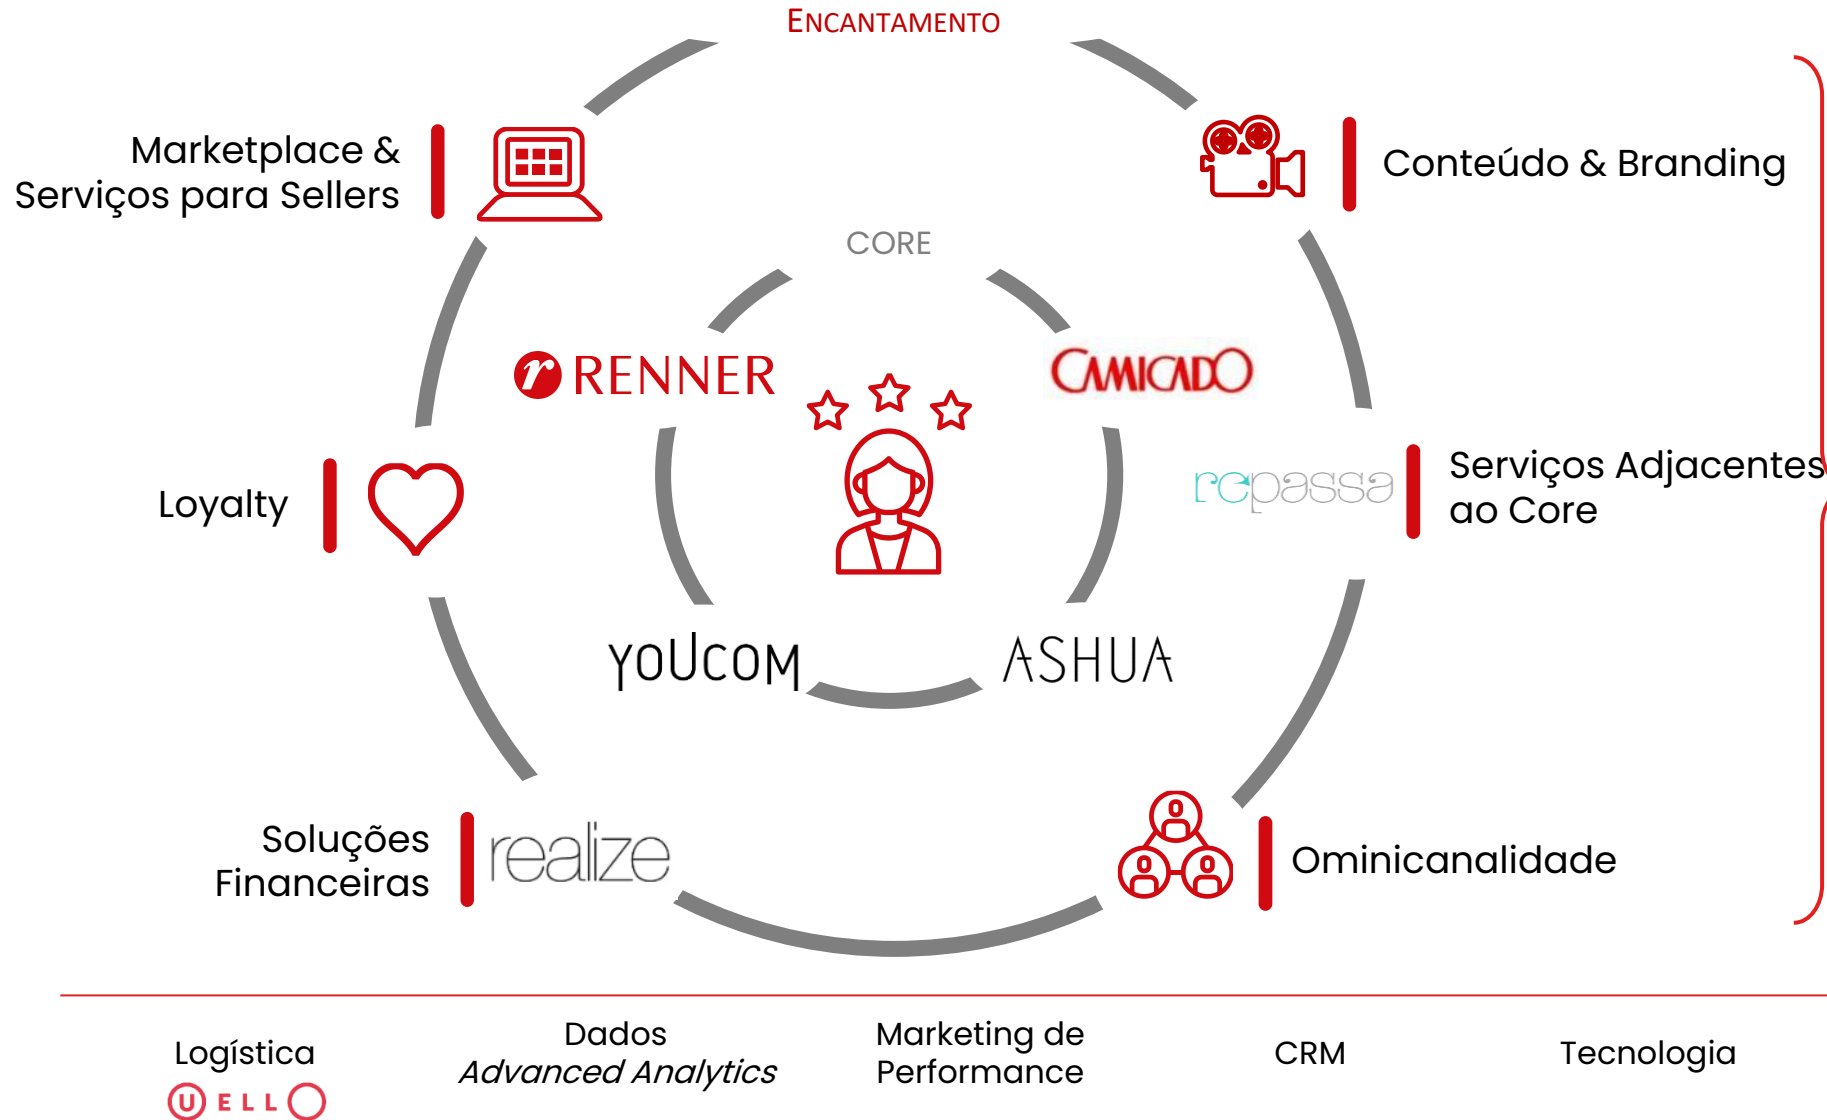 ENCANTAMENTO
Marketplace &
Serviços para Sellers
Conteúdo & Branding
CORE
r RENNER
CAMICADO
Loyalty
repassa
Serviços Adjacentes
ao Core
YOUCOM
ASHUA
Soluções
Financeiras
realize
Ominicanalidade
Logística
UELLO
Dados
Advanced Analytics
Marketing de
Performance
CRM
Tecnologia